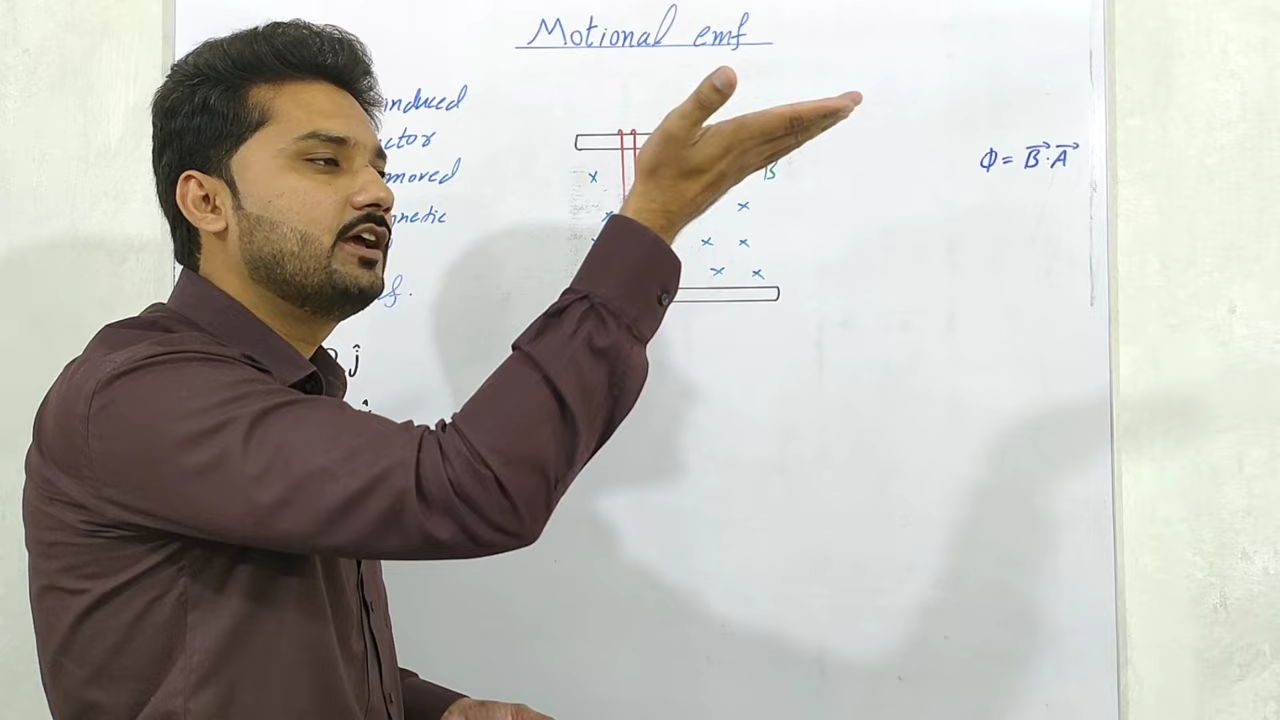 Motional emf
induced
ctor
moved
netic
f.
ĵ
x
B
x x
x x
x x
Φ = B⃗·A⃗